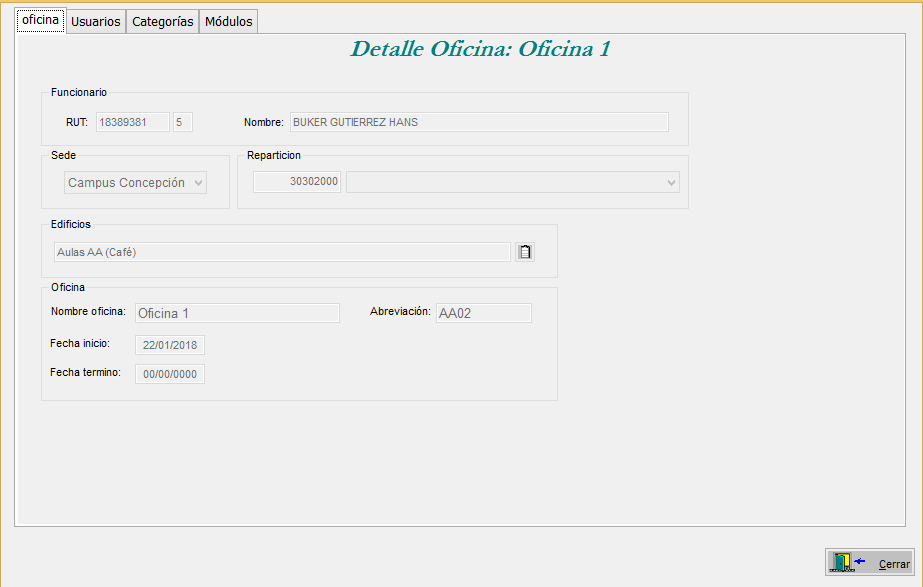 oficina Usuarios Categorías Módulos
Detalle Oficina: Oficina 1
Funcionario
RUT: 18389381 5 Nombre: BUKER GUTIERREZ HANS
Sede Reparticion
Campus Concepción 30302000
Edificios
Aulas AA (Café)
Oficina
Nombre oficina: Oficina 1 Abreviación: AA02
Fecha inicio: 22/01/2018
Fecha termino: 00/00/0000
Cerrar